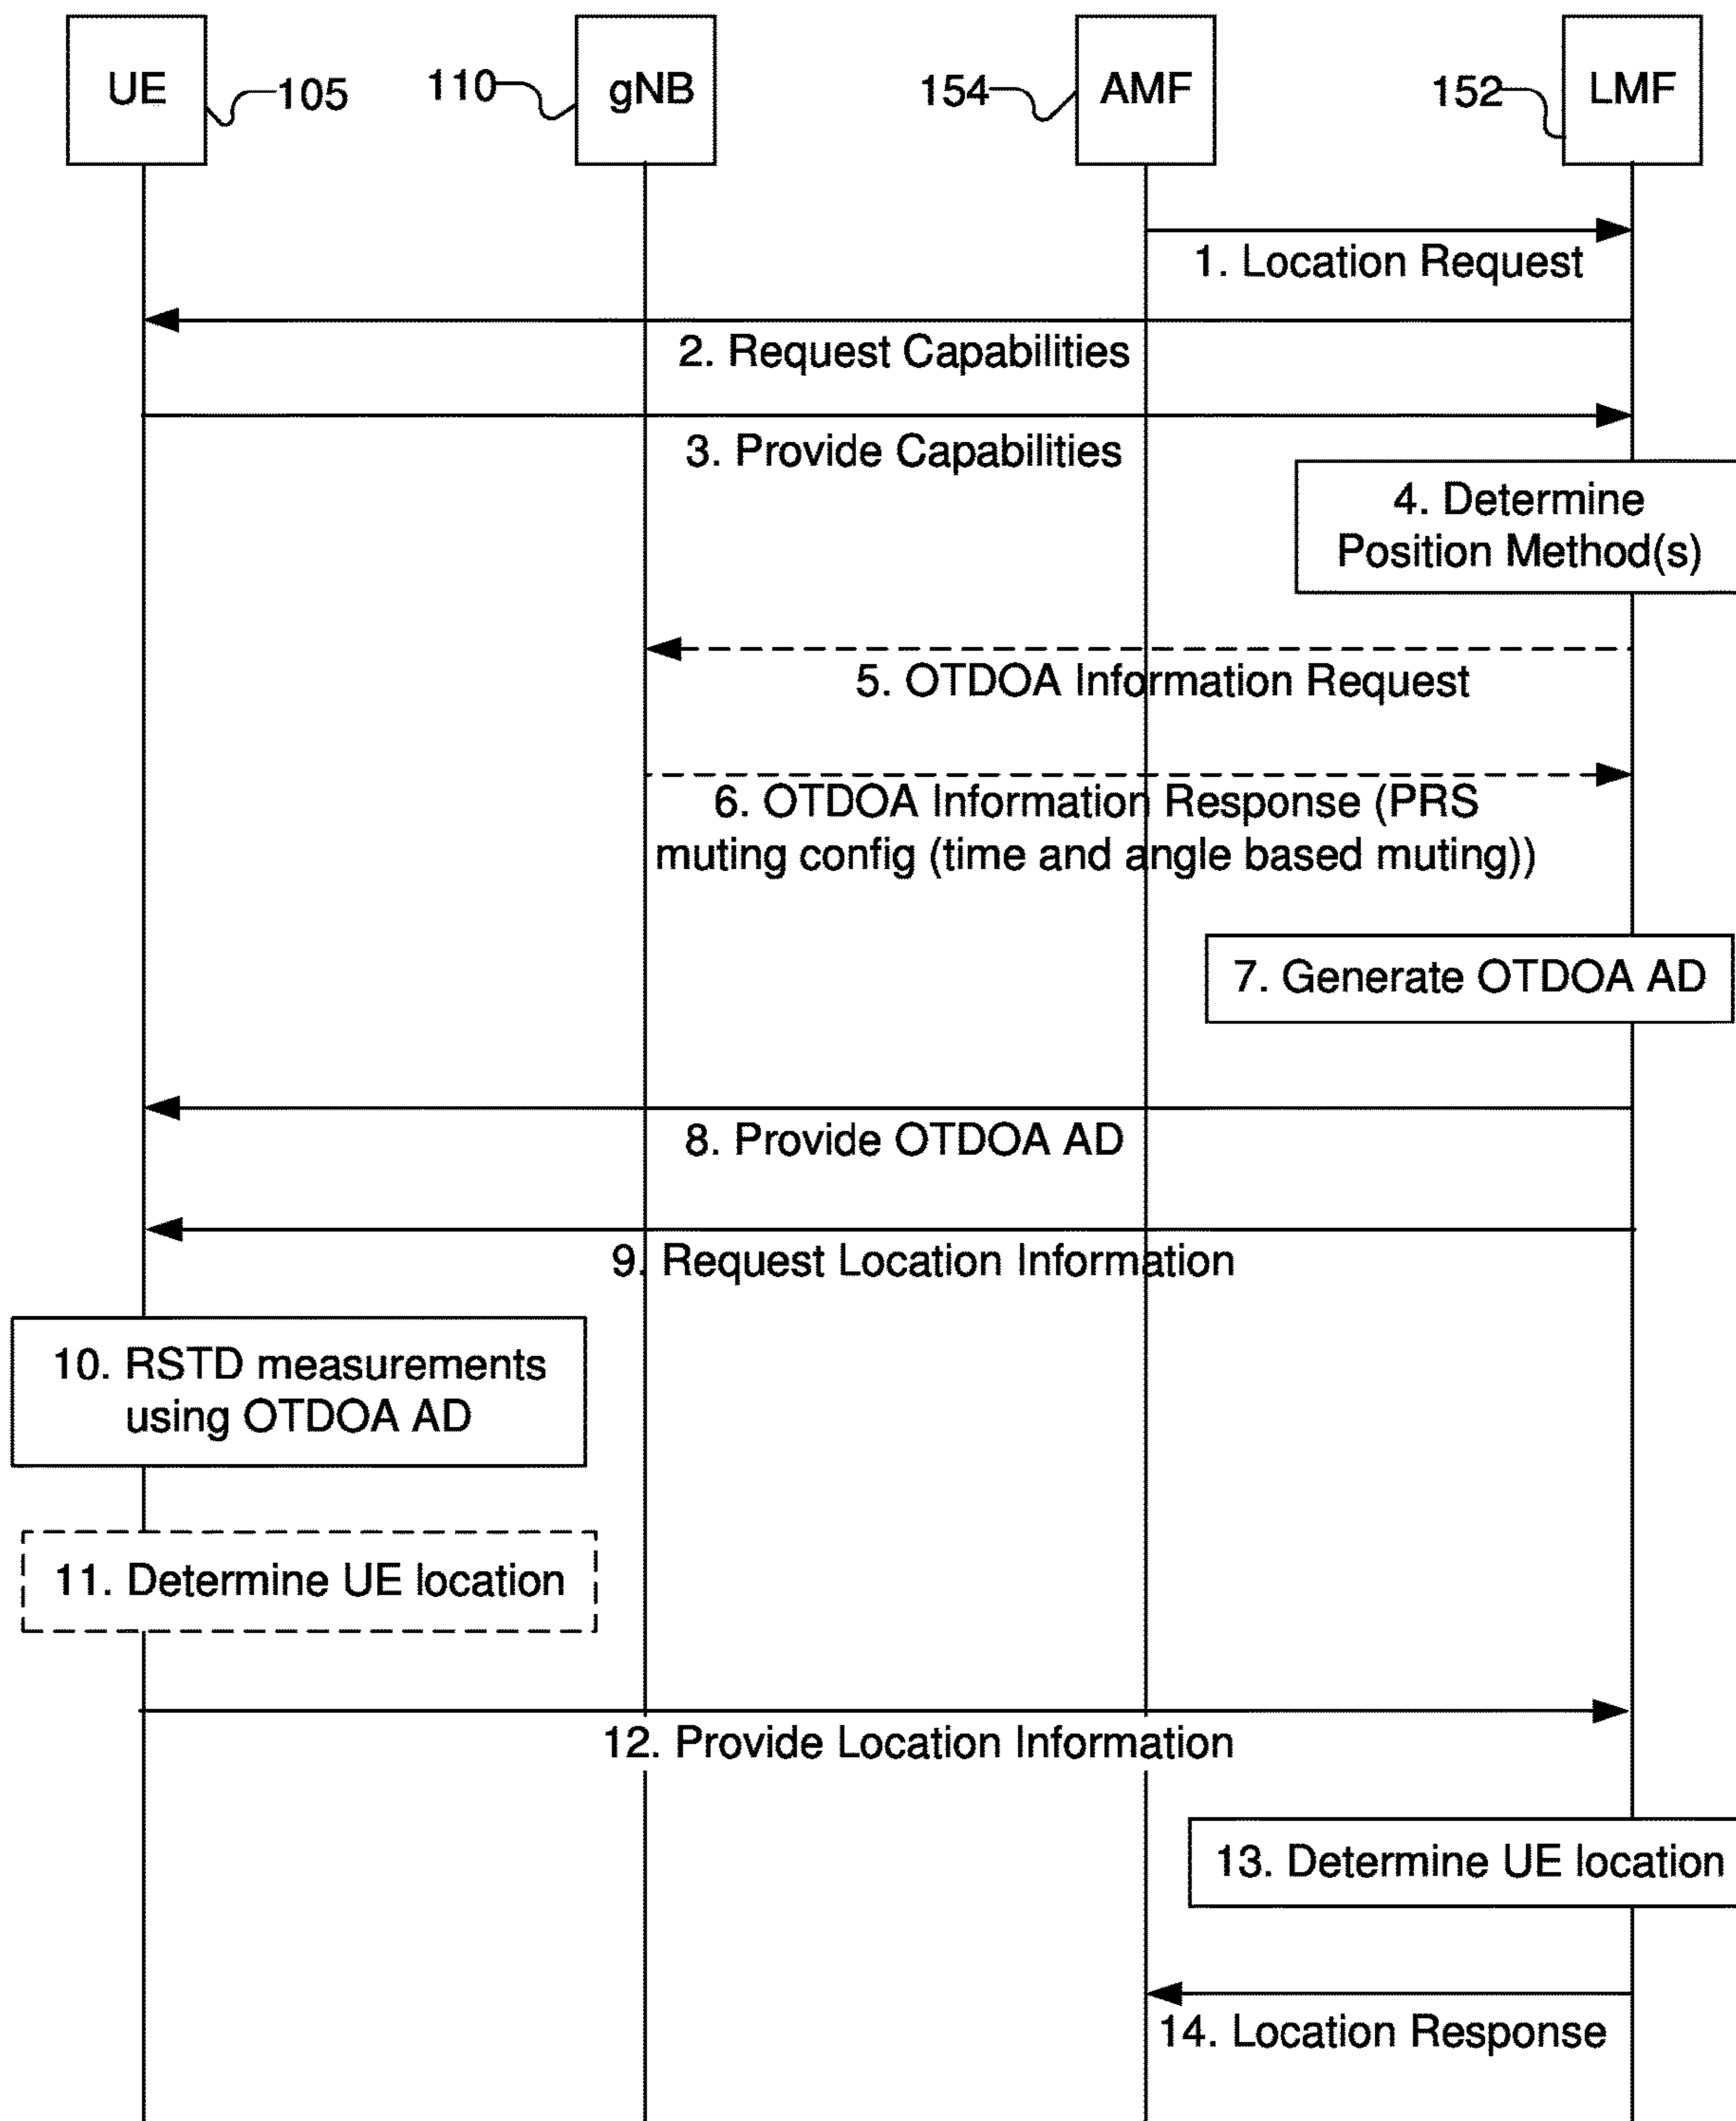 UE
105
110
gNB
154
AMF
152
LMF
1. Location Request
2. Request Capabilities
3. Provide Capabilities
4. Determine
Position Method(s)
5. OTDOA Information Request
6. OTDOA Information Response (PRS
muting config (time and angle based muting))
7. Generate OTDOA AD
8. Provide OTDOA AD
9. Request Location Information
10. RSTD measurements
using OTDOA AD
11. Determine UE location
12. Provide Location Information
13. Determine UE location
14. Location Response